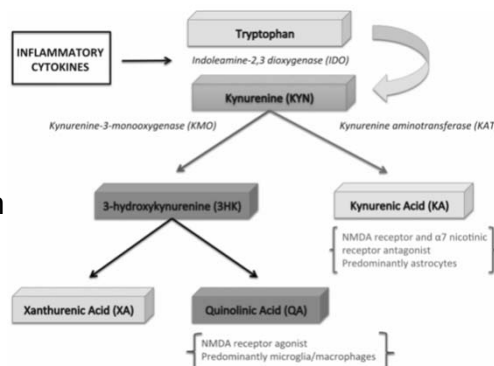 Tryptophan
INFLAMMATORY
CYTOKINES
Indoleamine-2,3 dioxygenase (IDO)
Kynurenine (KYN)
Kynurenine-3-monooxygenase (KMO)
Kynurenine aminotransferase (KAT
3-hydroxykynurenine (3HK)
Kynurenic Acid (KA)
NMDA receptor and α7 nicotinic
receptor antagonist
Predominantly astrocytes
Xanthurenic Acid (XA)
Quinolinic Acid (QA)
NMDA receptor agonist
Predominantly microglia/macrophages